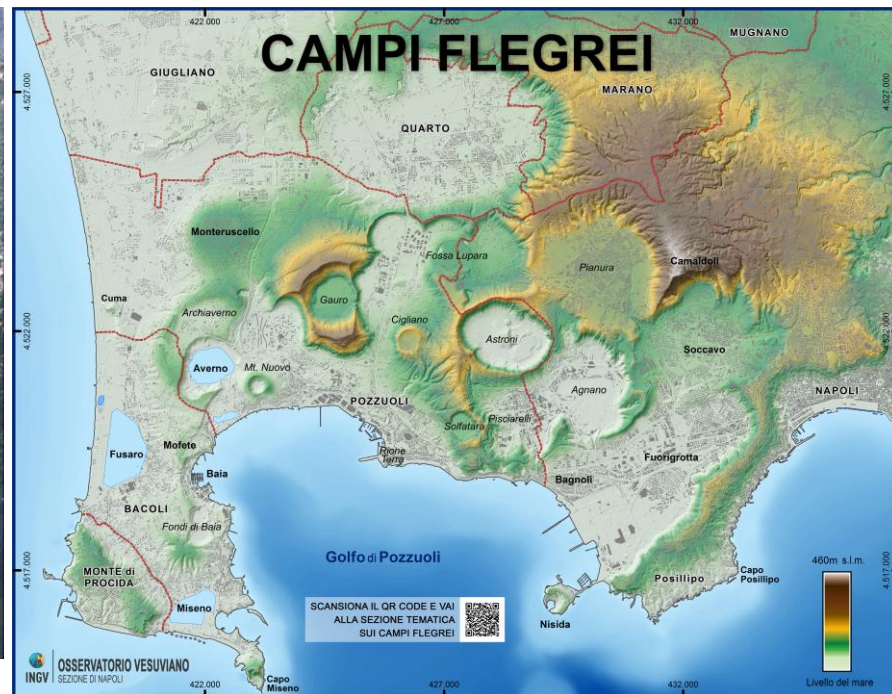 422.000
427.000
432.000
CAMPI FLEGREI
MUGNANO
GIUGLIANO
MARANO
4.527.000
4.527.000
QUARTO
Monteruscello
Fossa Lupara
Pianura
Camaldoli
Gauro
Cuma
Archiaverno
Cigliano
4.522.000
4.522.000
Astroni
Soccavo
Averno
Mt. Nuovo
Agnano
NAPOLI
POZZUOLI
Pisciarelli
Solfatara
Fusaro
Mofete
Rione
Terra
Fuorigrotta
Baia
Bagnoli
BACOLI
Fondi di Baia
Golfo di Pozzuoli
4.517.000
4.517.000
MONTE di
PROCIDA
Posillipo
Capo
Posillipo
460m s.l.m.
Miseno
SCANSIONA IL QR CODE E VAI
ALLA SEZIONE TEMATICA
SUI CAMPI FLEGREI
Nisida
INGV
OSSERVATORIO VESUVIANO
SEZIONE DI NAPOLI
Capo
Miseno
Livello del mare
422.000
427.000
432.000